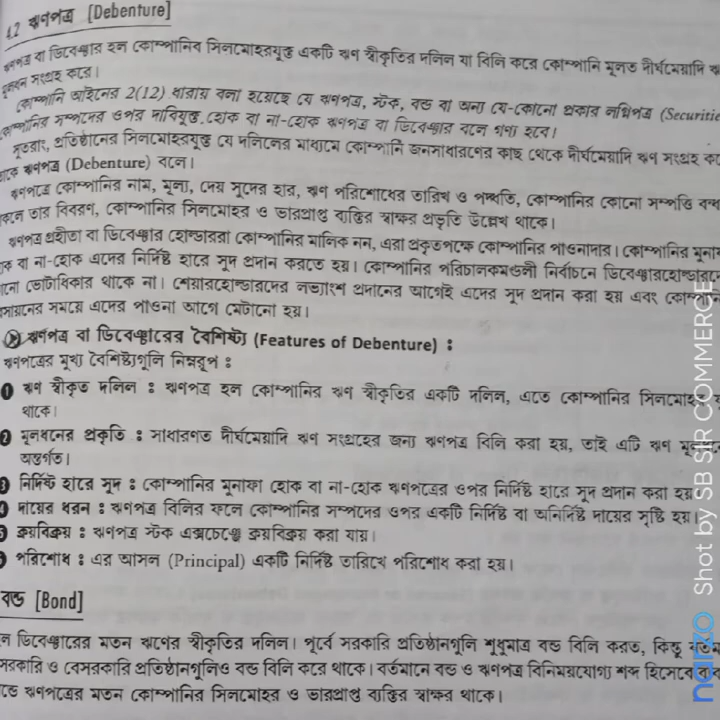 4.2 ঋণপত্র [Debenture]
ঋণপত্র বা ডিবেঞ্চার হল কোম্পানির সিলমোহরযুক্ত একটি ঋণ স্বীকৃতির দলিল যা বিলি করে কোম্পানি মূলত দীর্ঘমেয়াদি
মূলধন সংগ্রহ করে।
কোম্পানি আইনের 2(12) ধারায় বলা হয়েছে যে ঋণপত্র, স্টক, বন্ড বা অন্য যে-কোনো প্রকার লগ্নিপত্র (Securitie
কোম্পানির সম্পদের ওপর দাবিযুক্ত হোক বা না-হোক ঋণপত্র বা ডিবেঞ্চার বলে গণ্য হবে।
সুতরাং, প্রতিষ্ঠানের সিলমোহরযুক্ত যে দলিলের মাধ্যমে কোম্পানি জনসাধারণের কাছ থেকে দীর্ঘমেয়াদি ঋণ সংগ্রহ
ঋণপত্র (Debenture) বলে।
ঋণপত্রে কোম্পানির নাম, মূল্য, দেয় সুদের হার, ঋণ পরিশোধের তারিখ ও পদ্ধতি, কোম্পানির কোনো সম্পত্তি
তার বিবরণ, কোম্পানির সিলমোহর ও ভারপ্রাপ্ত ব্যক্তির স্বাক্ষর প্রভৃতি উল্লেখ থাকে।
ঋণপত্র গ্রহীতা বা ডিবেঞ্চার হোল্ডাররা কোম্পানির মালিক নন, এরা প্রকৃতপক্ষে কোম্পানির পাওনাদার। কোম্পানির
বা না-হোক এদের নির্দিষ্ট হারে সুদ প্রদান করতে হয়। কোম্পানির পরিচালকমণ্ডলী নির্বাচনে
ভোটাধিকার থাকে না। শেয়ারহোল্ডারদের লভ্যাংশ প্রদানের আগেই এদের সুদ প্রদান করা হয় এবং
সময়ে এদের পাওনা আগে মেটানো হয়।
ঋণপত্র বা ডিবেঞ্চারের বৈশিষ্ট্য (Features of Debenture) :
ঋণপত্রের মুখ্য বৈশিষ্ট্যগুলি নিম্নরূপ :
1 ঋণ স্বীকৃত দলিল : ঋণপত্র হল কোম্পানির ঋণ স্বীকৃতির একটি দলিল, এতে কোম্পানির সিলমোহর
থাকে।
2 মূলধনের প্রকৃতি : সাধারণত দীর্ঘমেয়াদি ঋণ সংগ্রহের জন্য ঋণপত্র বিলি করা হয়, তাই এটি ঋণ
অন্তর্গত।
3 নির্দিষ্ট হারে সুদ : কোম্পানির মুনাফা হোক বা না-হোক ঋণপত্রের ওপর নির্দিষ্ট হারে সুদ প্রদান করা হয়
দায়ের ধরন : ঋণপত্র বিলির ফলে কোম্পানির সম্পদের ওপর একটি নির্দিষ্ট বা অনির্দিষ্ট দায়ের সৃষ্টি হয়।
ক্রয়বিক্রয় : ঋণপত্র স্টক এক্সচেঞ্জে ক্রয়বিক্রয় করা যায়।
পরিশোধ : এর আসল (Principal) একটি নির্দিষ্ট তারিখে পরিশোধ করা হয়।
বন্ড [Bond]
ডিবেঞ্চারের মতন ঋণের স্বীকৃতির দলিল। পূর্বে সরকারি প্রতিষ্ঠানগুলি শুধুমাত্র বন্ড বিলি করত, কিন্তু
সরকারি ও বেসরকারি প্রতিষ্ঠানগুলিও বন্ড বিলি করে থাকে। বর্তমানে বন্ড ও ঋণপত্র বিনিময়যোগ্য শব্দ হিসেবে
ঋণপত্রের মতন কোম্পানির সিলমোহর ও ভারপ্রাপ্ত ব্যক্তির স্বাক্ষর থাকে।
narzo Shot by SB SIR COMMERCE